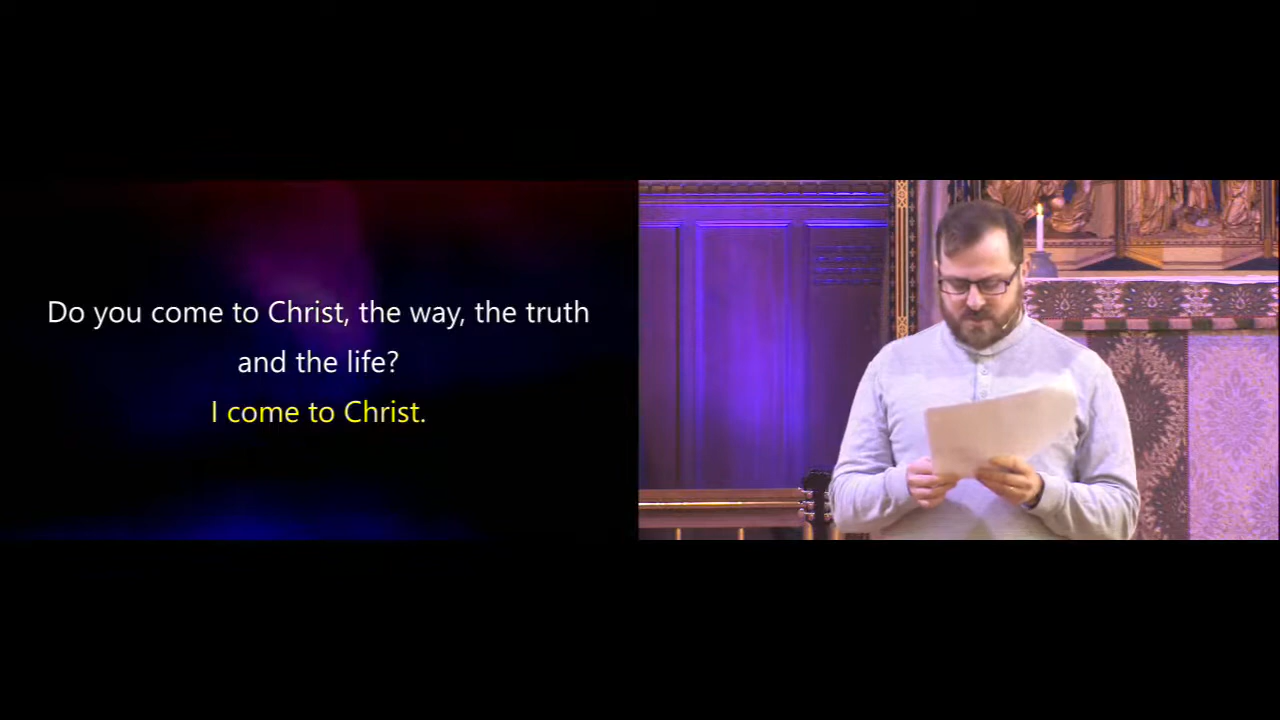 Do you come to Christ, the way, the truth
and the life?
I come to Christ.